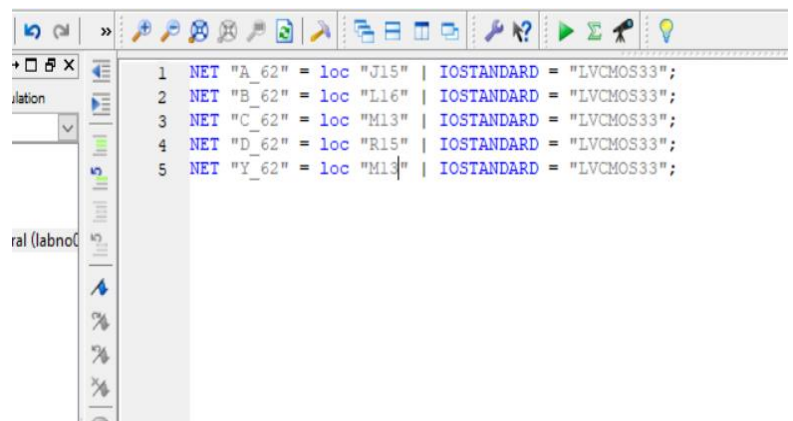 »
ulation
1 NET "A_62" = loc "J15" | IOSTANDARD = "LVCMOS33";
2 NET "B_62" = loc "L16" | IOSTANDARD = "LVCMOS33";
3 NET "C_62" = loc "M13" | IOSTANDARD = "LVCMOS33";
4 NET "D_62" = loc "R15" | IOSTANDARD = "LVCMOS33";
5 NET "Y_62" = loc "M13" | IOSTANDARD = "LVCMOS33";
ral (labno0